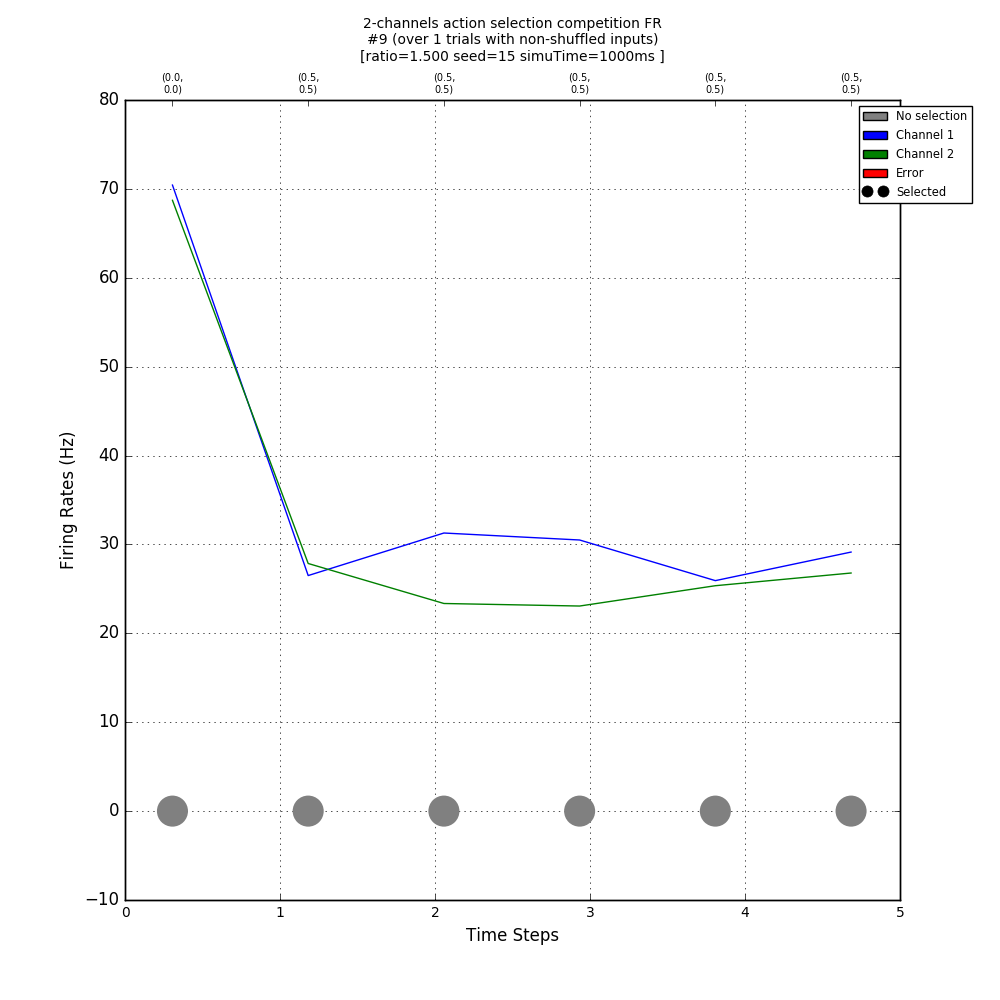 2-channels action selection competition FR
#9 (over 1 trials with non-shuffled inputs)
[ratio=1.500 seed=15 simuTime=1000ms ]
(0.0, (0.5, (0.5, (0.5, (0.5, (0.5,
0.0) 0.5) 0.5) 0.5) 0.5) 0.5)
80
70
60
50
40
30
20
10
0
−10
Firing Rates (Hz)
No selection
Channel 1
Channel 2
Error
Selected
0 1 2 3 4 5
Time Steps